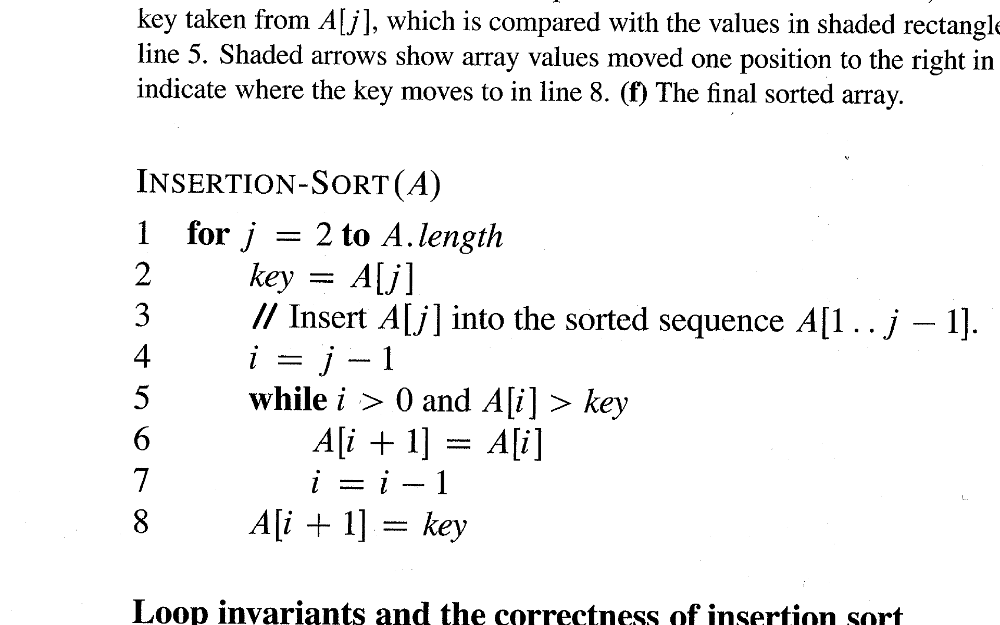 key taken from A[j], which is compared with the values in shaded
line 5. Shaded arrows show array values moved one position to the right in
indicate where the key moves to in line 8. (f) The final sorted array.
INSERTION-SORT(A)
1 for j = 2 to A.length
2 key = A[j]
3 // Insert A[j] into the sorted sequence A[1 . . j − 1].
4 i = j − 1
5 while i > 0 and A[i] > key
6 A[i + 1] = A[i]
7 i = i − 1
8 A[i + 1] = key
Loop invariants and the correctness of insertion sort